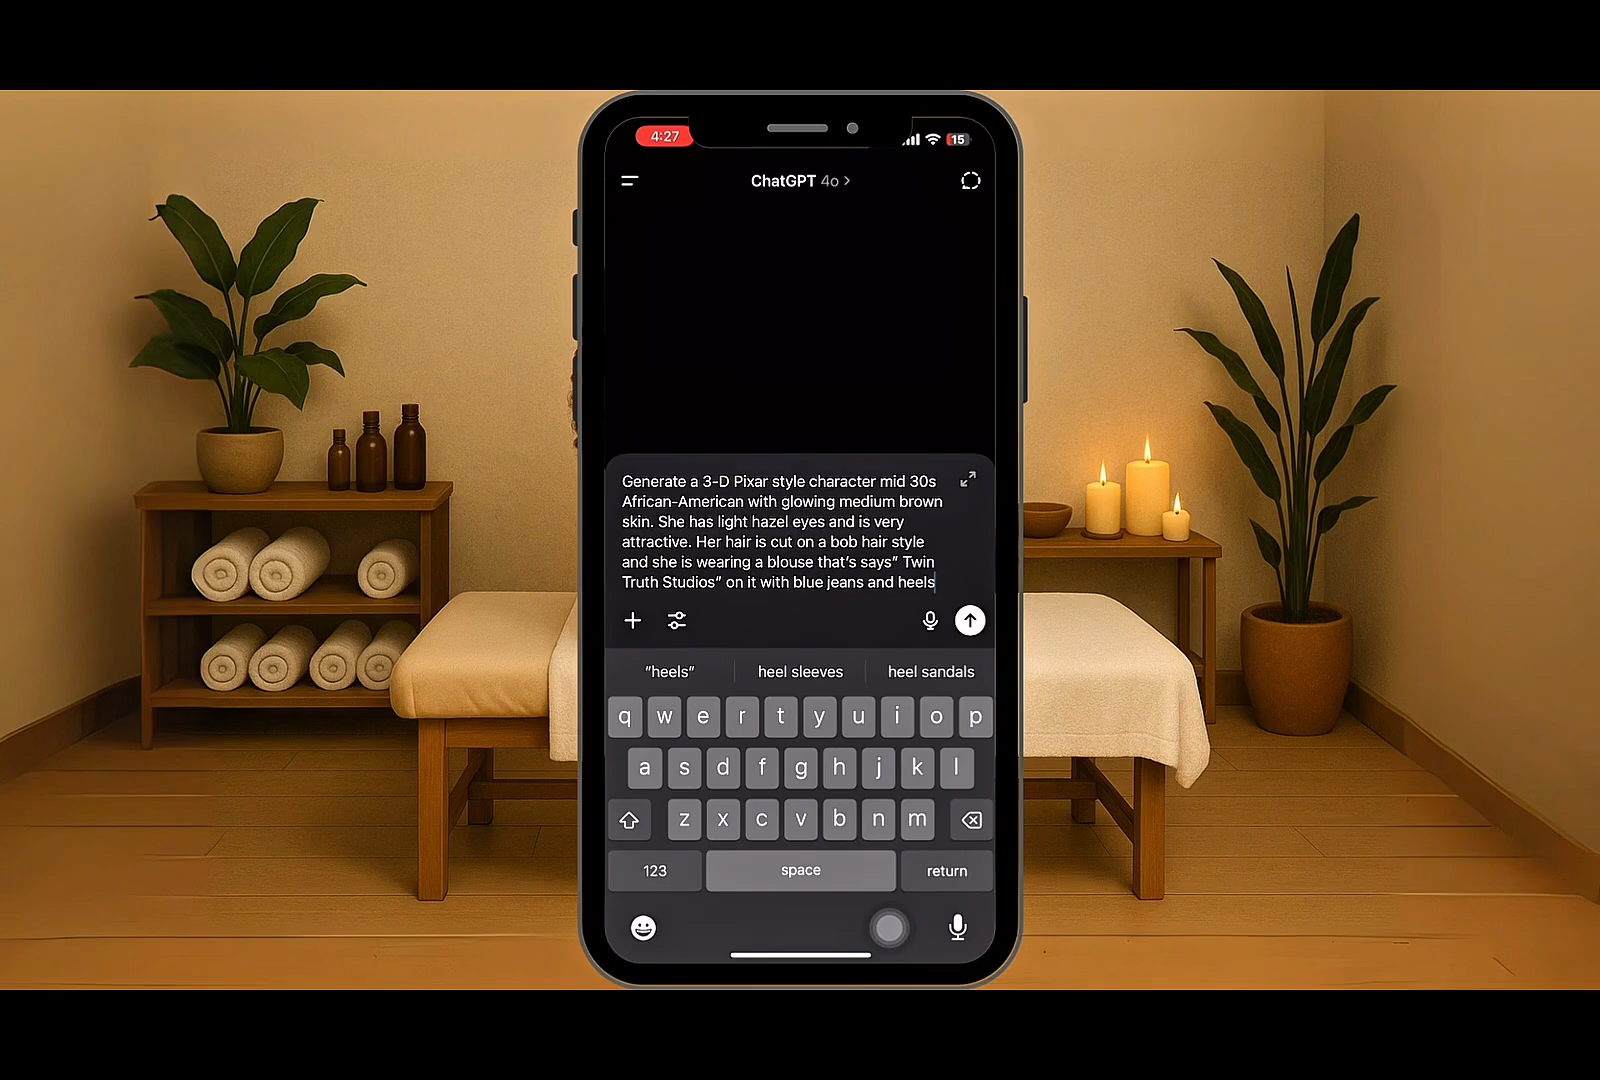 4:27
15
ChatGPT 4o >
Generate a 3-D Pixar style character mid 30s
African-American with glowing medium brown
skin. She has light hazel eyes and is very
attractive. Her hair is cut on a bob hair style
and she is wearing a blouse that's says" Twin
Truth Studios" on it with blue jeans and heels
"heels" heel sleeves heel sandals
q w e r t y u i o p
a s d f g h j k l
z x c v b n m
123 space return